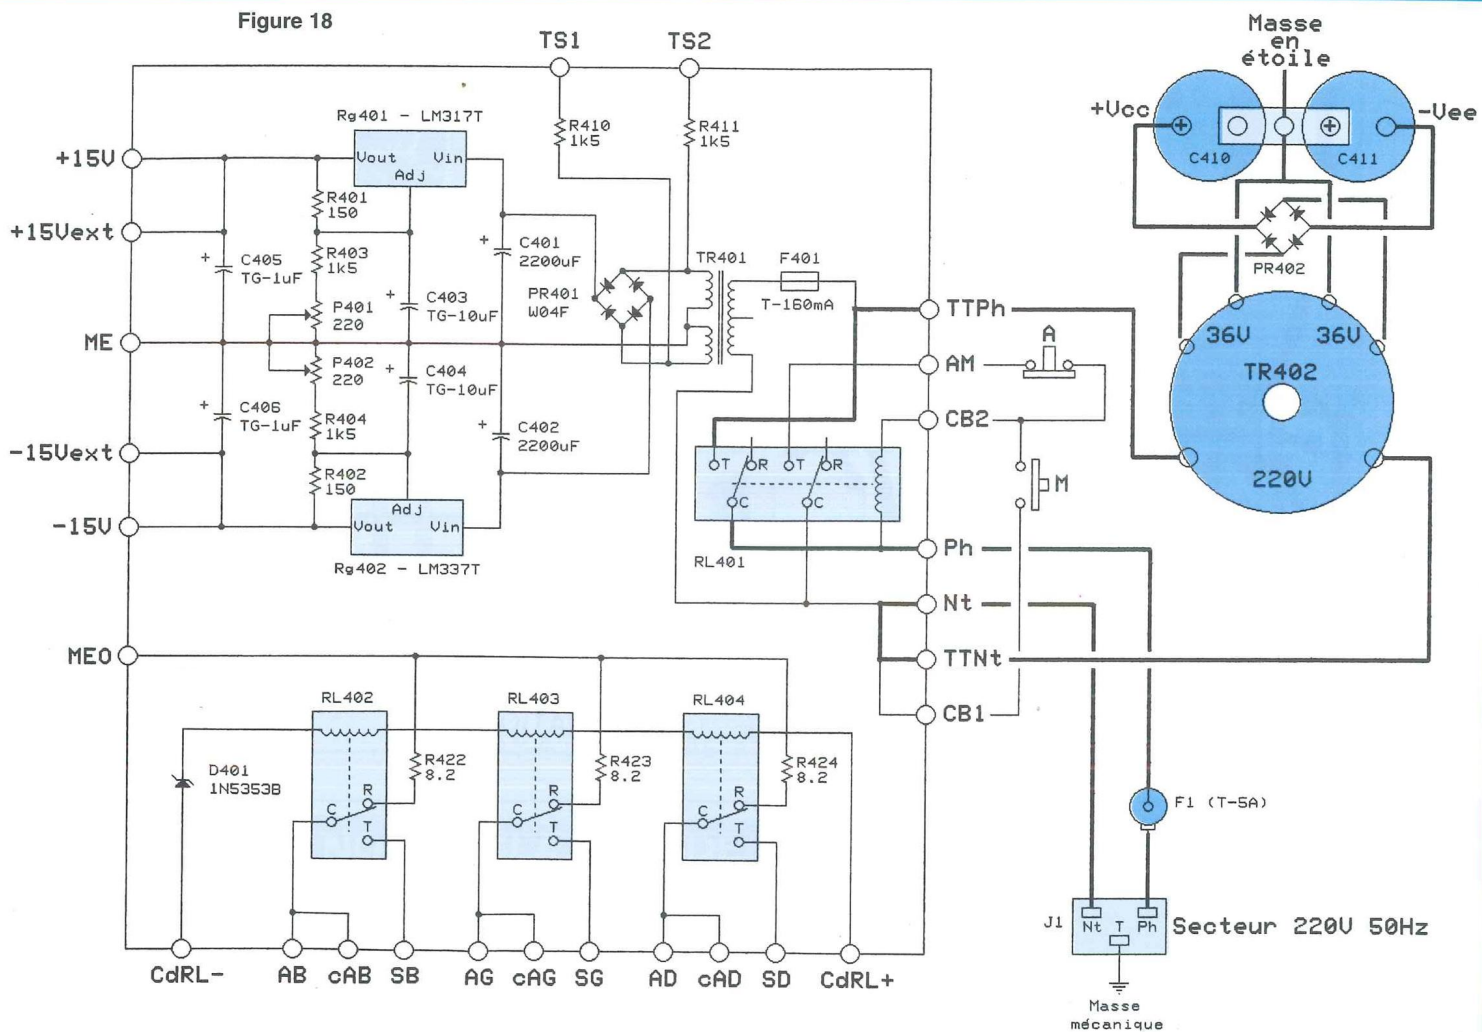 Figure 18
TS1
TS2
Masse
en
étoile
+Vcc
-Vee
C410
C411
Rg401 - LM317T
Vout
Vin
Adj
R410
1k5
R411
1k5
+15V
R401
150
+15Vext
C405
TG-1uF
R403
1k5
C401
2200uF
TR401
F401
T-160mA
PR402
P401
220
C403
TG-10uF
PR401
W04F
TTPh
36V
36V
ME
A
P402
220
C404
TG-10uF
AM
TR402
C406
TG-1uF
R404
1k5
C402
2200uF
CB2
-15Vext
R402
150
T
R
T
R
C
C
M
220V
Adj
Vout
Vin
-15V
Rg402 - LM337T
RL401
Ph
Nt
MEO
TTNt
RL402
RL403
RL404
CB1
D401
1N5353B
R422
8.2
R423
8.2
R424
8.2
C
R
T
C
R
T
C
R
T
F1 (T-5A)
J1
Nt
T
Ph
Secteur 220V 50Hz
CdRL-
AB
cAB
SB
AG
cAG
SG
AD
cAD
SD
CdRL+
Masse
mécanique